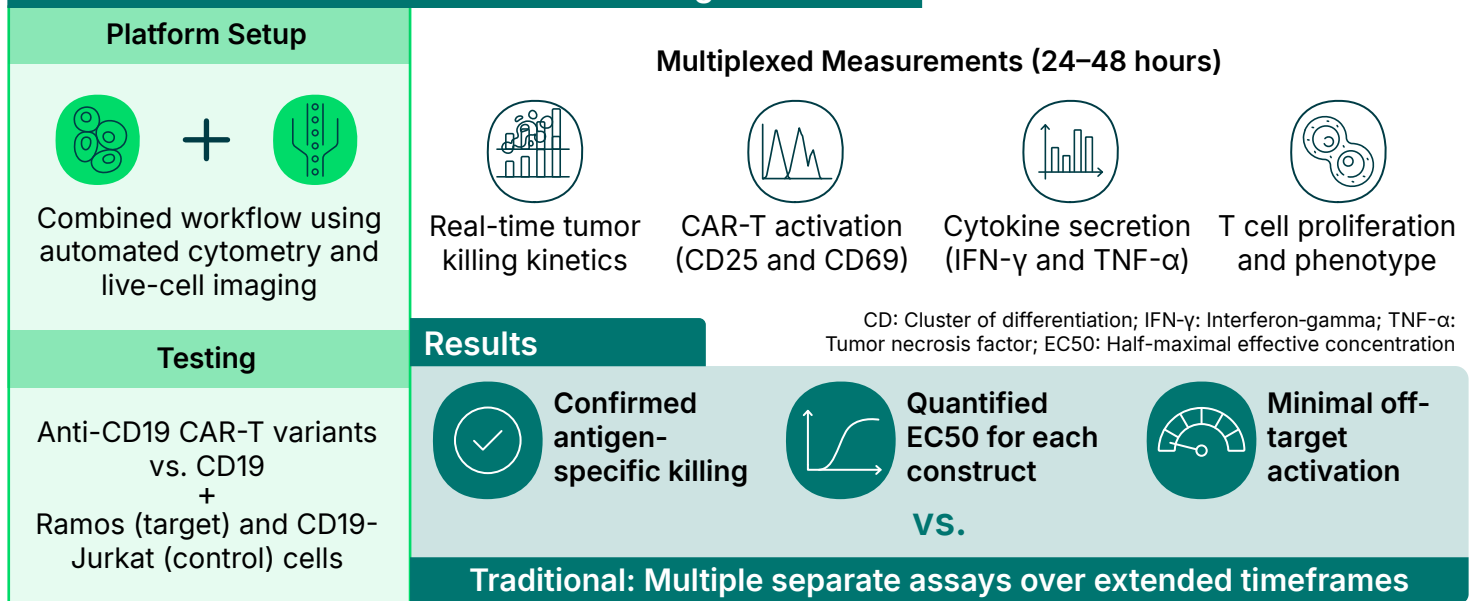 Platform Setup
Combined workflow using
automated cytometry and
live-cell imaging
Testing
Anti-CD19 CAR-T variants
vs. CD19
+
Ramos (target) and CD19-
Jurkat (control) cells
Multiplexed Measurements (24–48 hours)
Real-time tumor
killing kinetics
CAR-T activation
(CD25 and CD69)
Cytokine secretion
(IFN-γ and TNF-α)
T cell proliferation
and phenotype
CD: Cluster of differentiation; IFN-γ: Interferon-gamma; TNF-α:
Tumor necrosis factor; EC50: Half-maximal effective concentration
Results
Confirmed
antigen-
specific killing
Quantified
EC50 for each
construct
Minimal off-
target
activation
vs.
Traditional: Multiple separate assays over extended timeframes